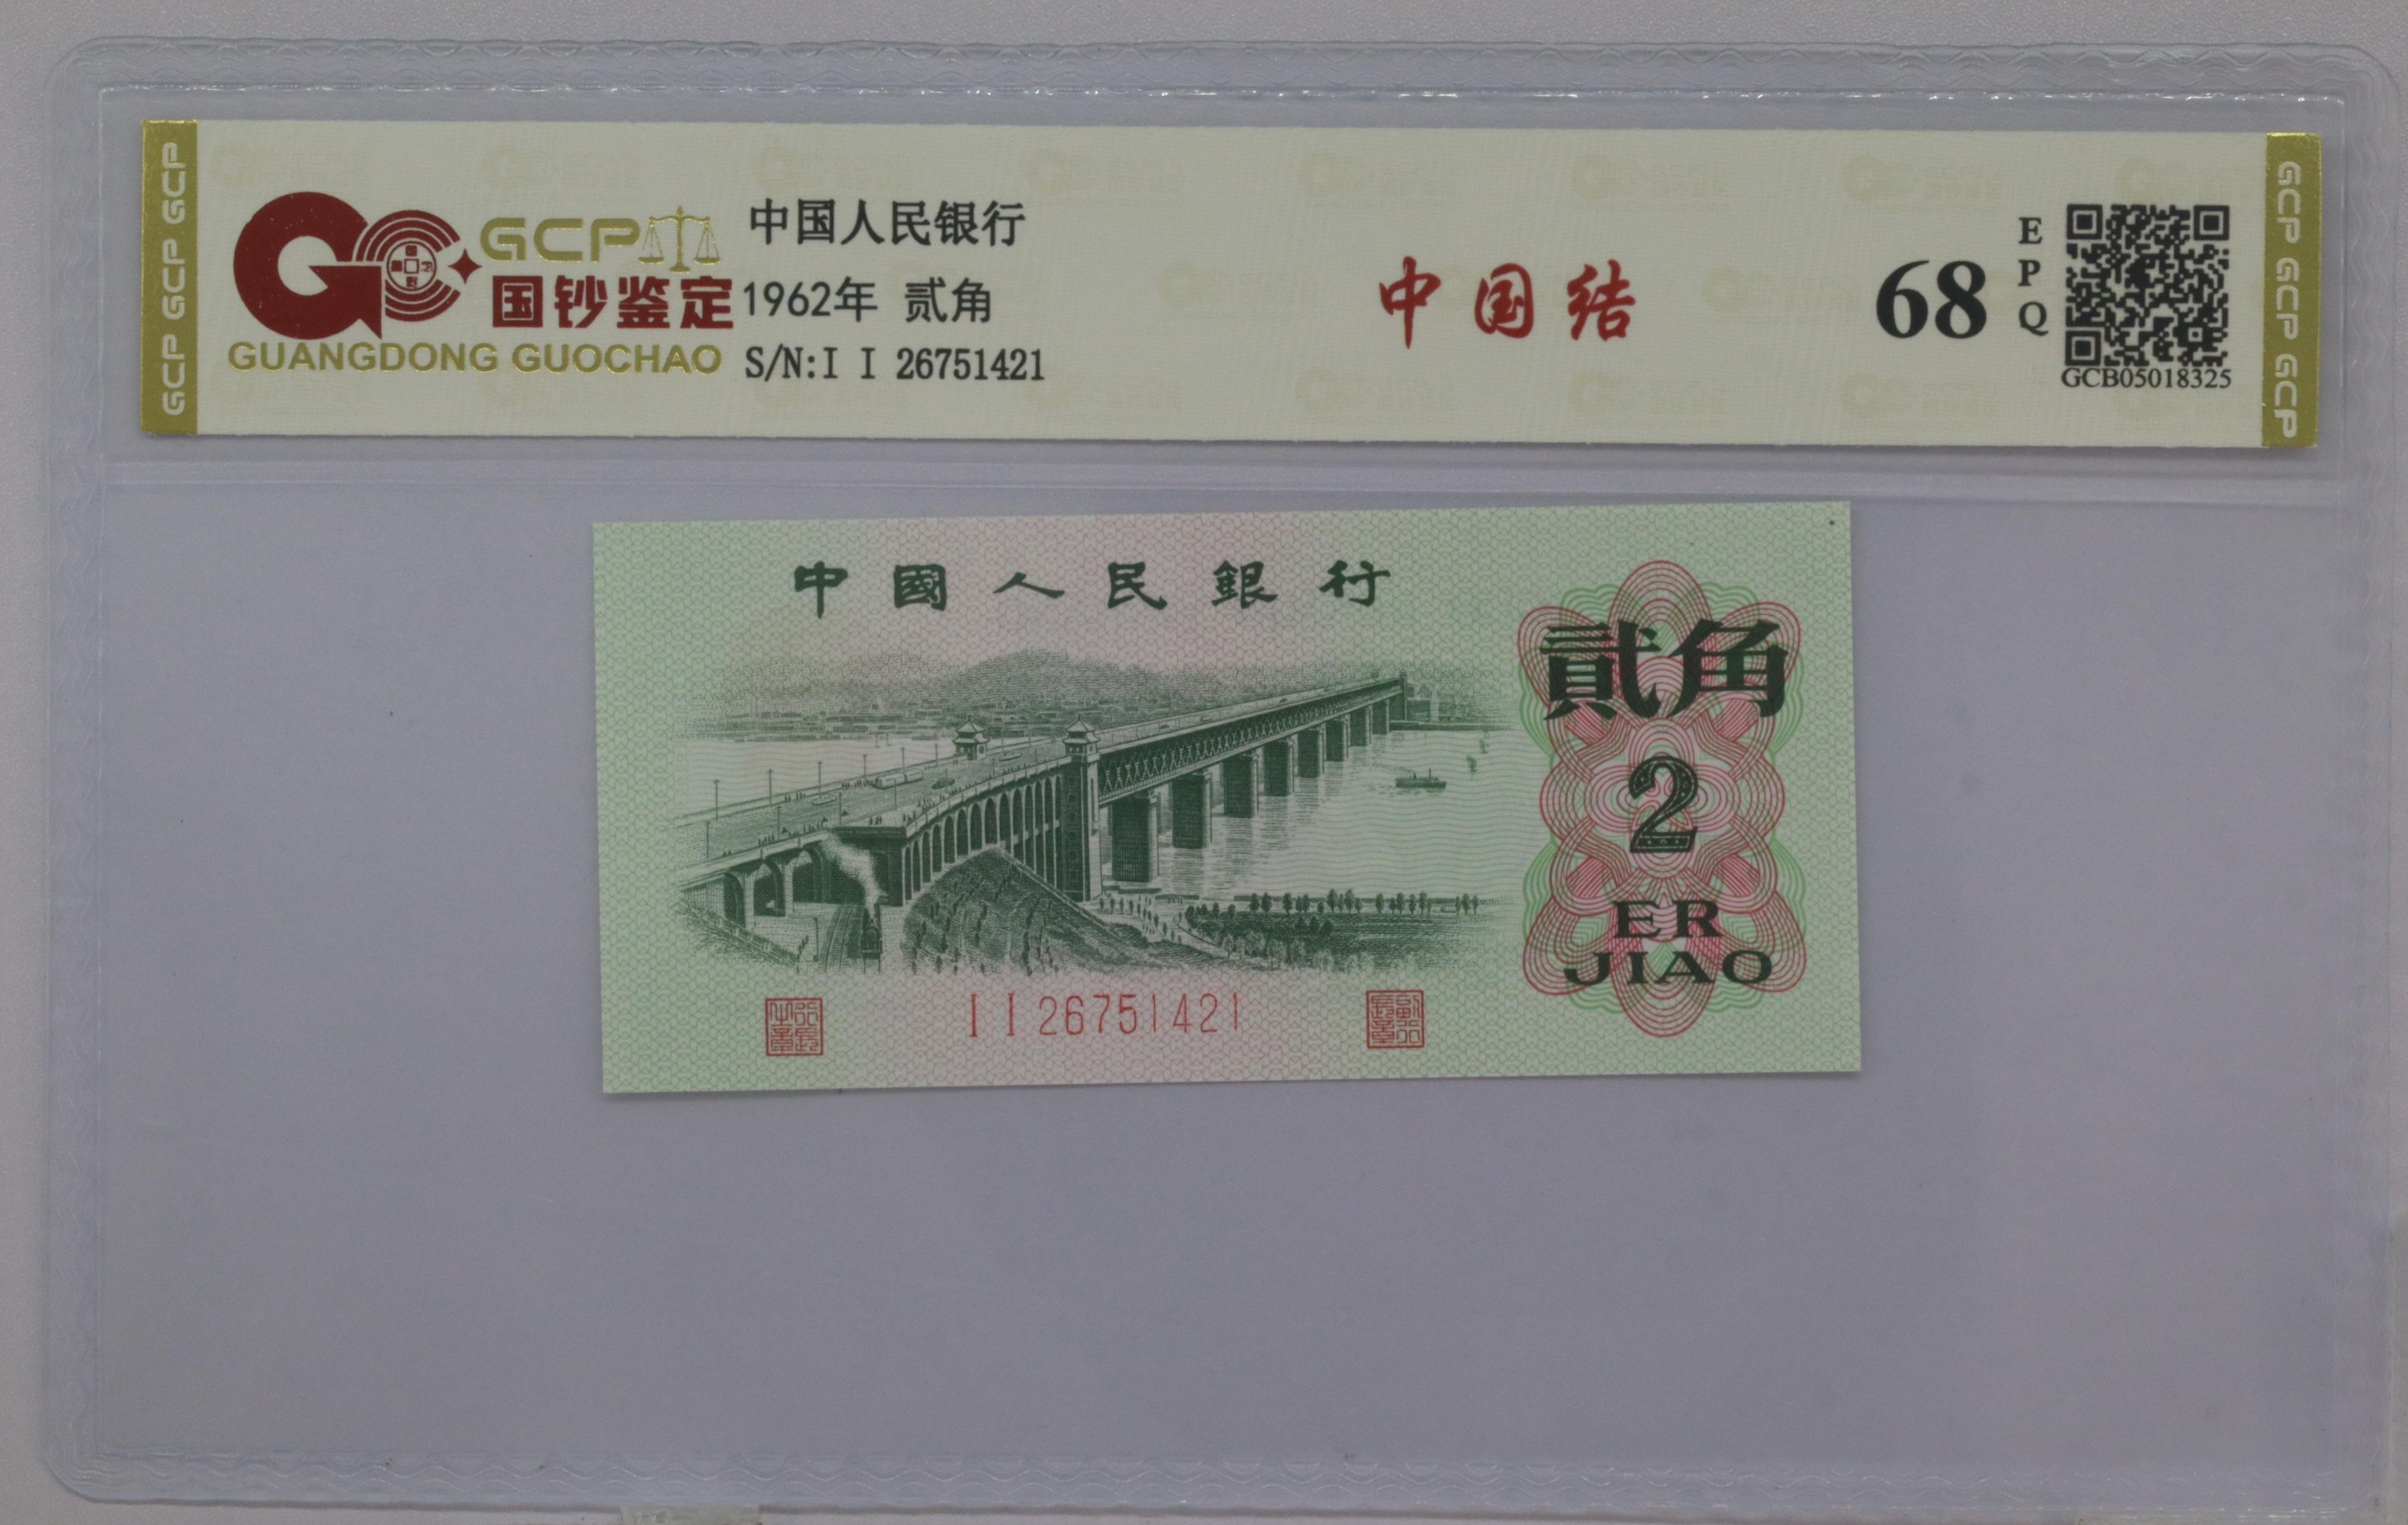 GCP GCP GCP
GCP
国钞鉴定
GUANGDONG GUOCHAO
中国人民银行
1962年 贰角
S/N:I I 26751421
中国结
68
EPQ
GCB05018325
GCP GCP GCP
中國人民銀行
貳角
2
ER
JIAO
I I 26751421